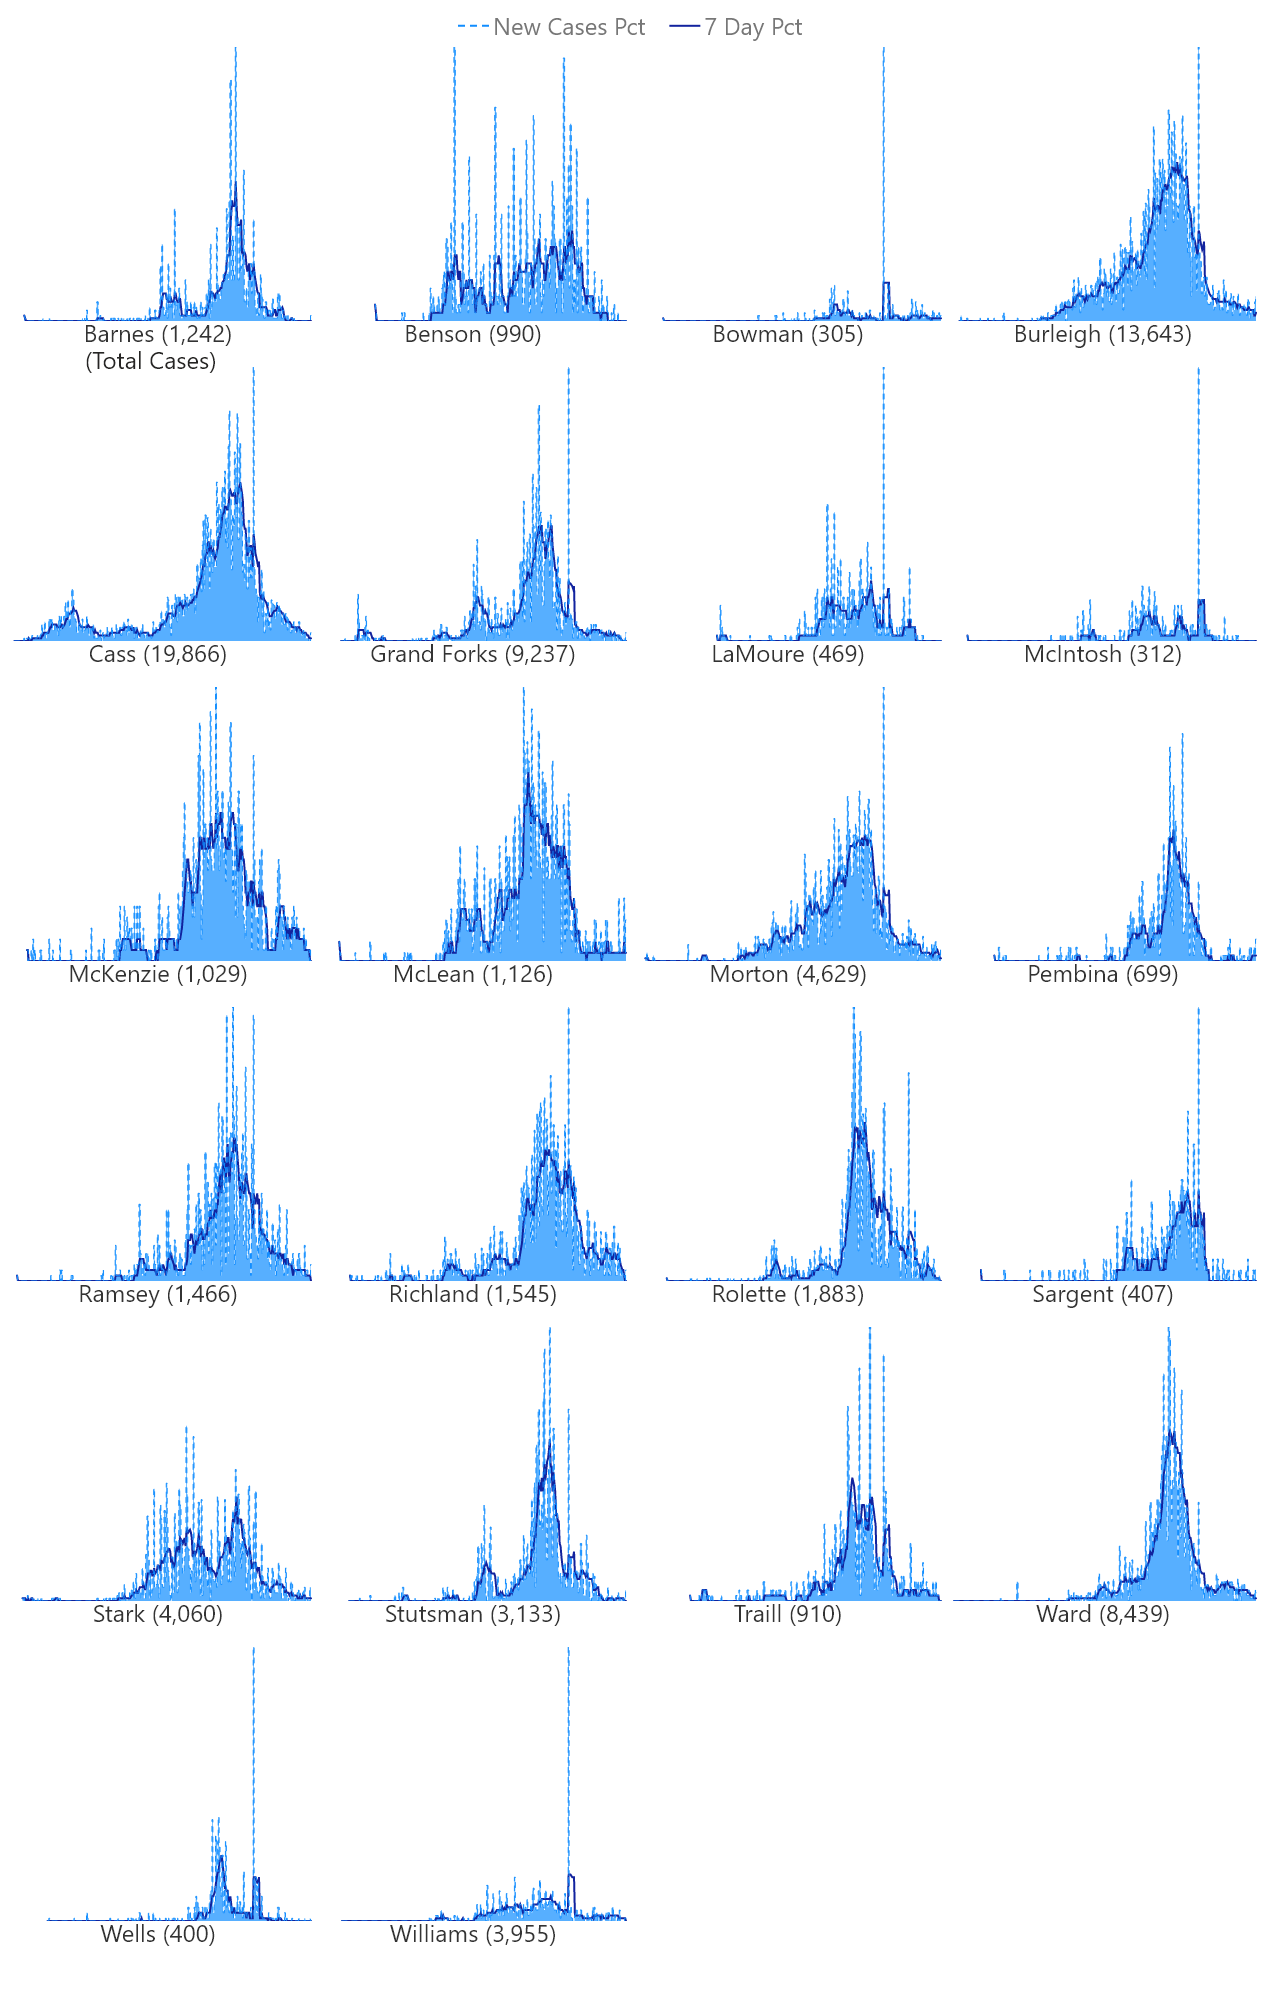 New Cases Pct 7 Day Pct
Barnes (1,242) Benson (990) Bowman (305) Burleigh (13,643)
(Total Cases)
Cass (19,866) Grand Forks (9,237) LaMoure (469) McIntosh (312)
McKenzie (1,029) McLean (1,126) Morton (4,629) Pembina (699)
Ramsey (1,466) Richland (1,545) Rolette (1,883) Sargent (407)
Stark (4,060) Stutsman (3,133) Traill (910) Ward (8,439)
Wells (400) Williams (3,955)